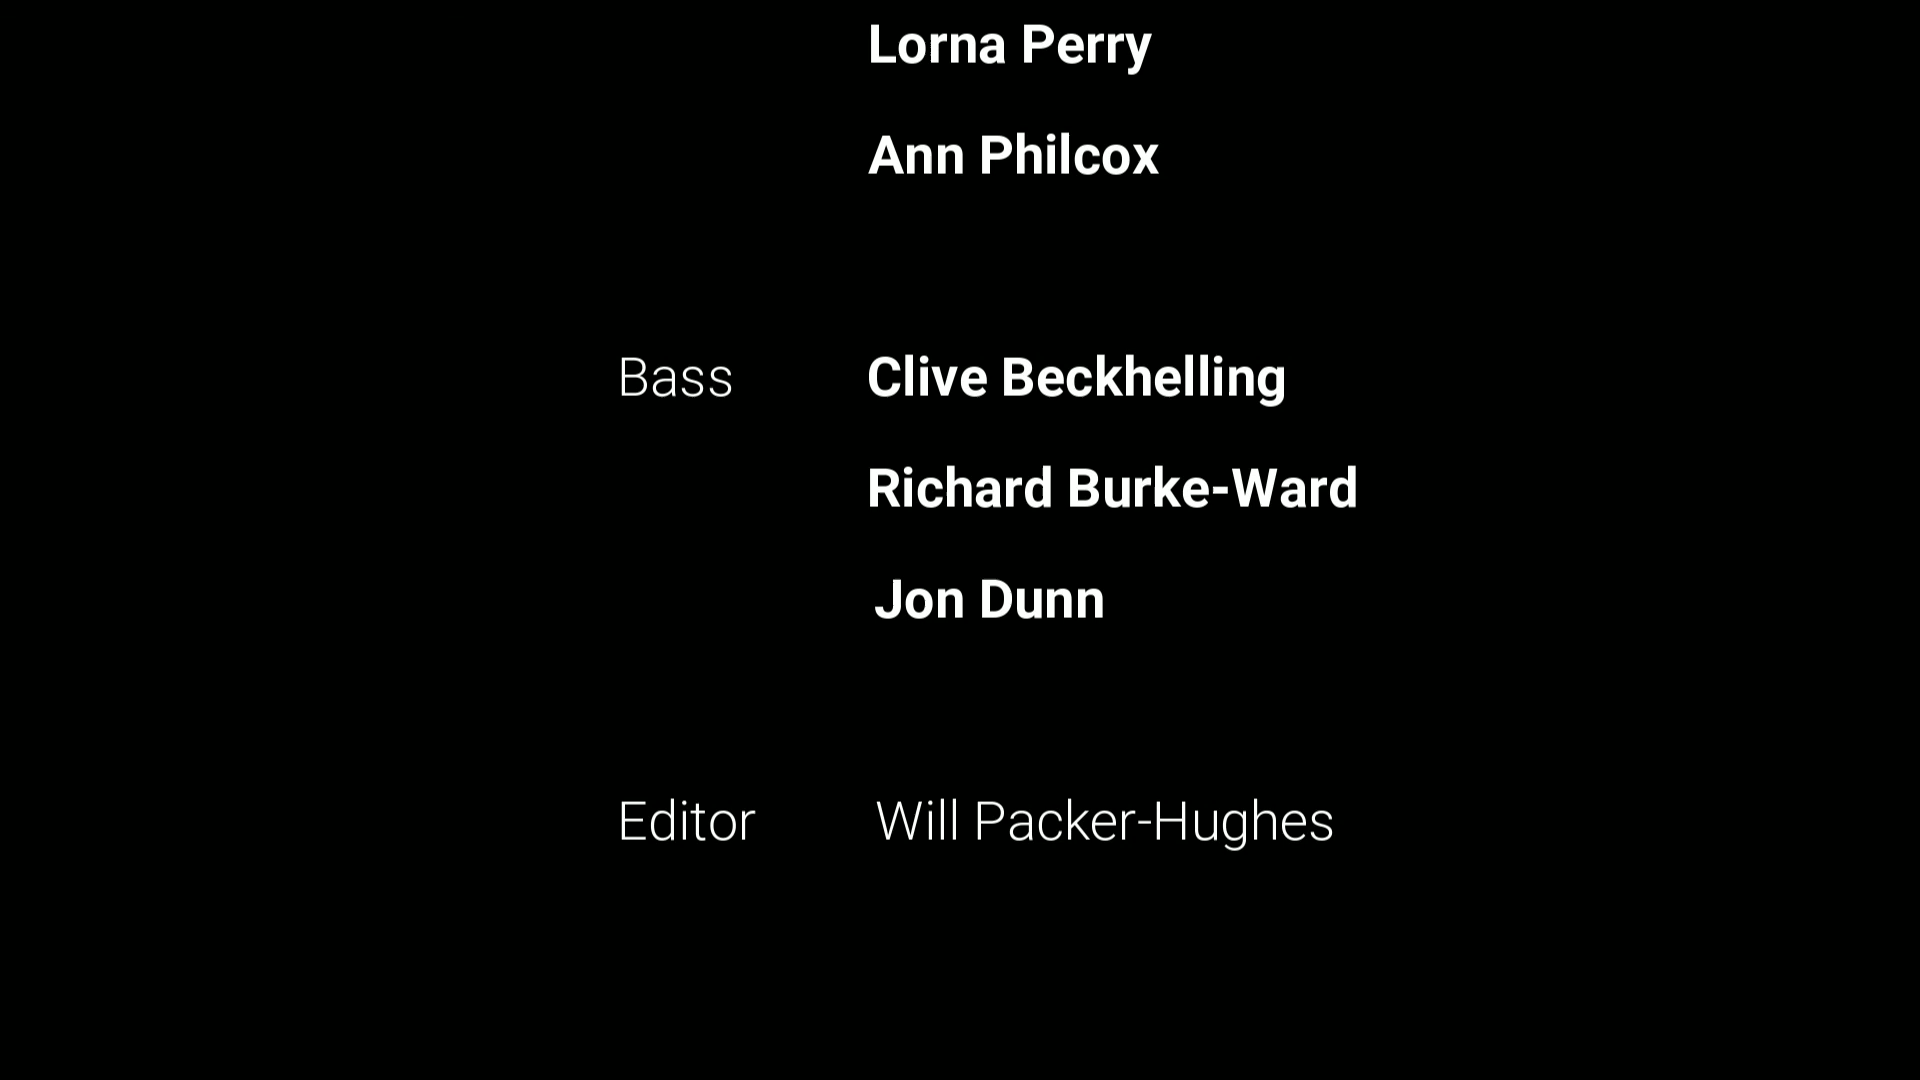 Lorna Perry
Ann Philcox
Bass Clive Beckhelling
Richard Burke-Ward
Jon Dunn
Editor Will Packer-Hughes